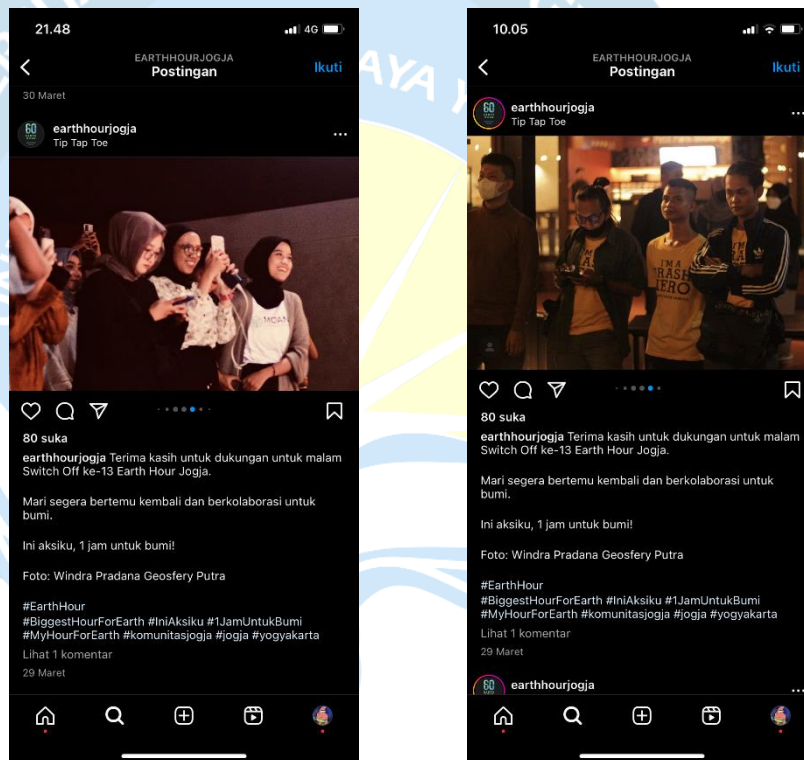 21.48
4G
EARTHHOURJOGJA
Postingan
Ikuti
30 Maret
60
earthhourjogja
Tip Tap Toe
80 suka
earthhourjogja Terima kasih untuk dukungan untuk malam
Switch Off ke-13 Earth Hour Jogja.
Mari segera bertemu kembali dan berkolaborasi untuk
bumi.
Ini aksiku, 1 jam untuk bumi!
Foto: Windra Pradana Geosfery Putra
#EarthHour
#BiggestHourForEarth #IniAksiku #1JamUntukBumi
#MyHourForEarth #komunitasjogja #jogja #yogyakarta
Lihat 1 komentar
29 Maret
AYA
10.05
EARTHHOURJOGJA
Postingan
Ikuti
60
earthhourjogja
Tip Tap Toe
I'M A
80 suka
earthhourjogja Terima kasih untuk dukungan untuk malam
Switch Off ke-13 Earth Hour Jogja.
Mari segera bertemu kembali dan berkolaborasi untuk
bumi.
Ini aksiku, 1 jam untuk bumi!
Foto: Windra Pradana Geosfery Putra
#EarthHour
#BiggestHourForEarth #IniAksiku #1JamUntukBumi
#MyHourForEarth #komunitasjogja #jogja #yogyakarta
Lihat 1 komentar
29 Maret
60
earthhourjogja